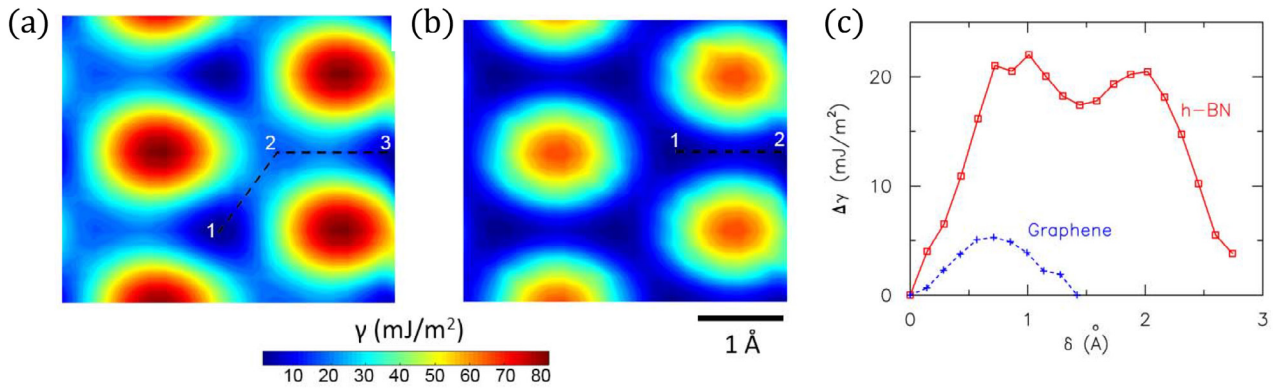 (a)
1
2
3
(b)
1
2
γ (mJ/m²)
10 20 30 40 50 60 70 80
1 Å
(c)
Δγ (mJ/m²)
20
10
0
h-BN
Graphene
0 1 2 3
δ (Å)